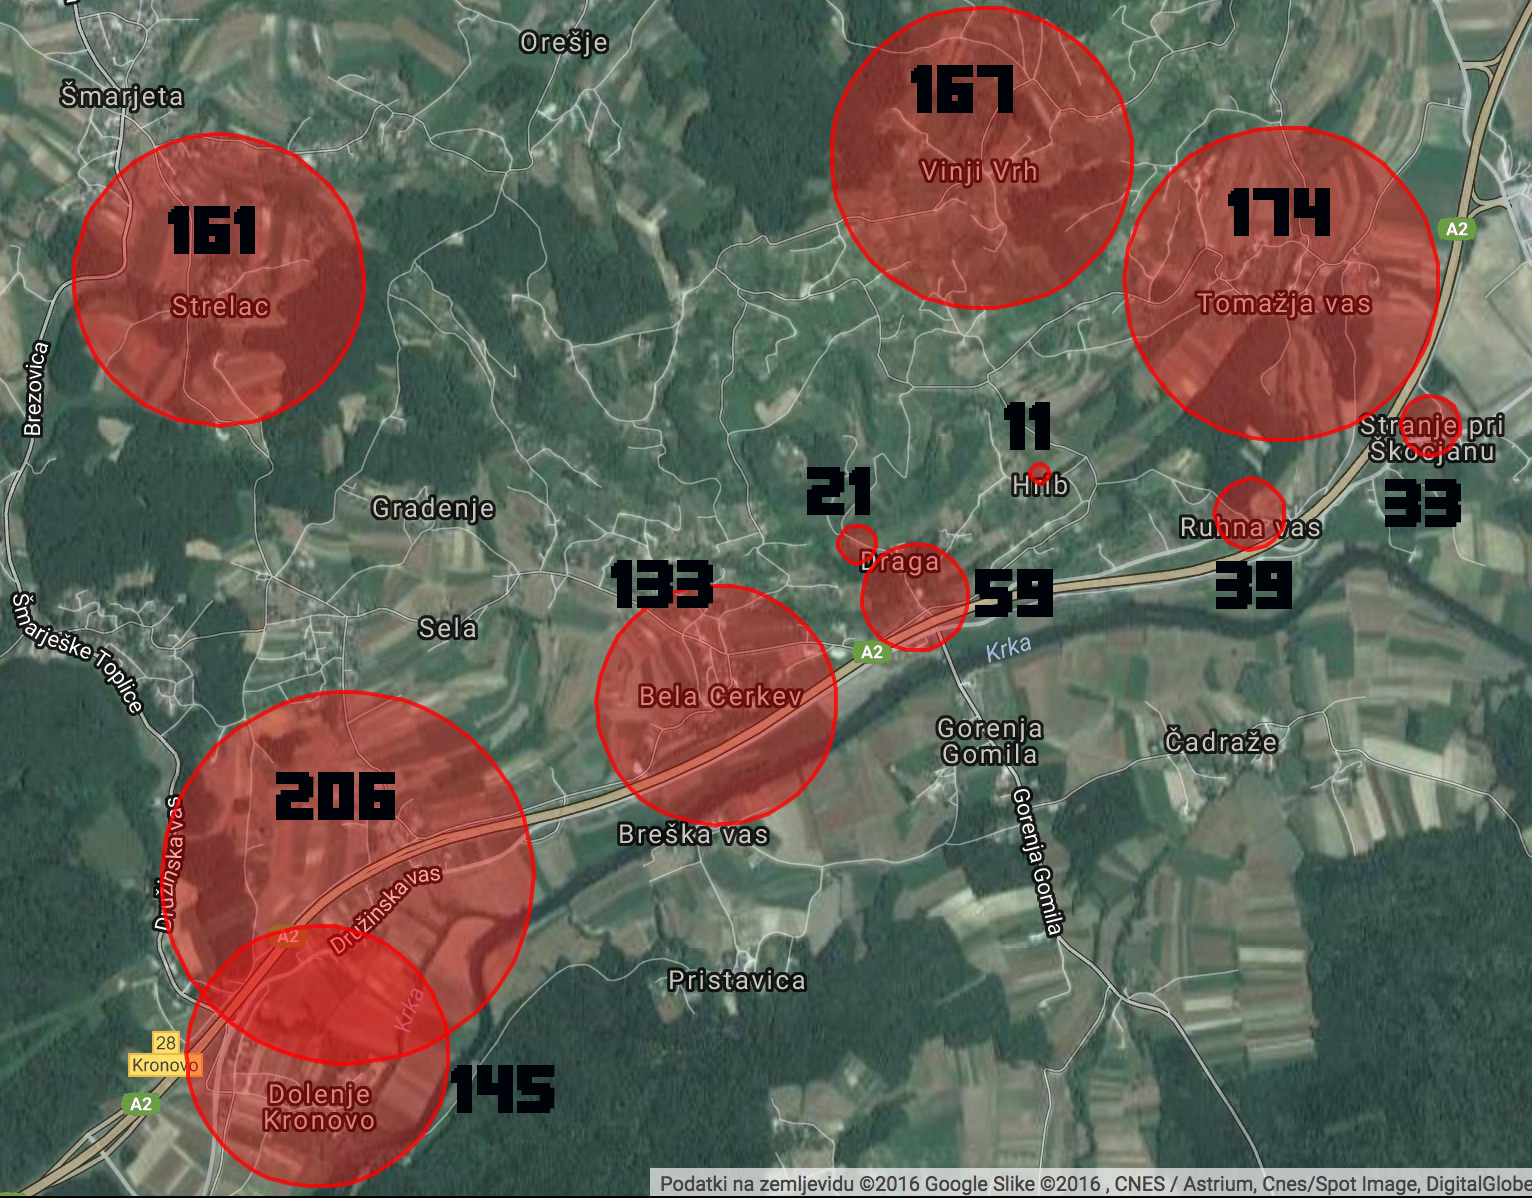 Orešje
Šmarjeta
167
Vinji Vrh
174
161
A2
Tomažja vas
Strelac
Brezovica
11
Stranje pri
Škocjanu
21
Hrib
33
Gradenje
Ruhna vas
Draga
133
59
39
Šmarješke Toplice
Sela
Krka
A2
Bela Cerkev
Gorenja
Gomila
Čadraže
206
Družinska vas
Gorenja Gomila
Breška vas
Družinska vas
A2
Pristavica
Krka
28
Kronovo
145
A2
Dolenje
Kronovo
Podatki na zemljevidu ©2016 Google Slike ©2016 , CNES / Astrium, Cnes/Spot Image, DigitalGlobe